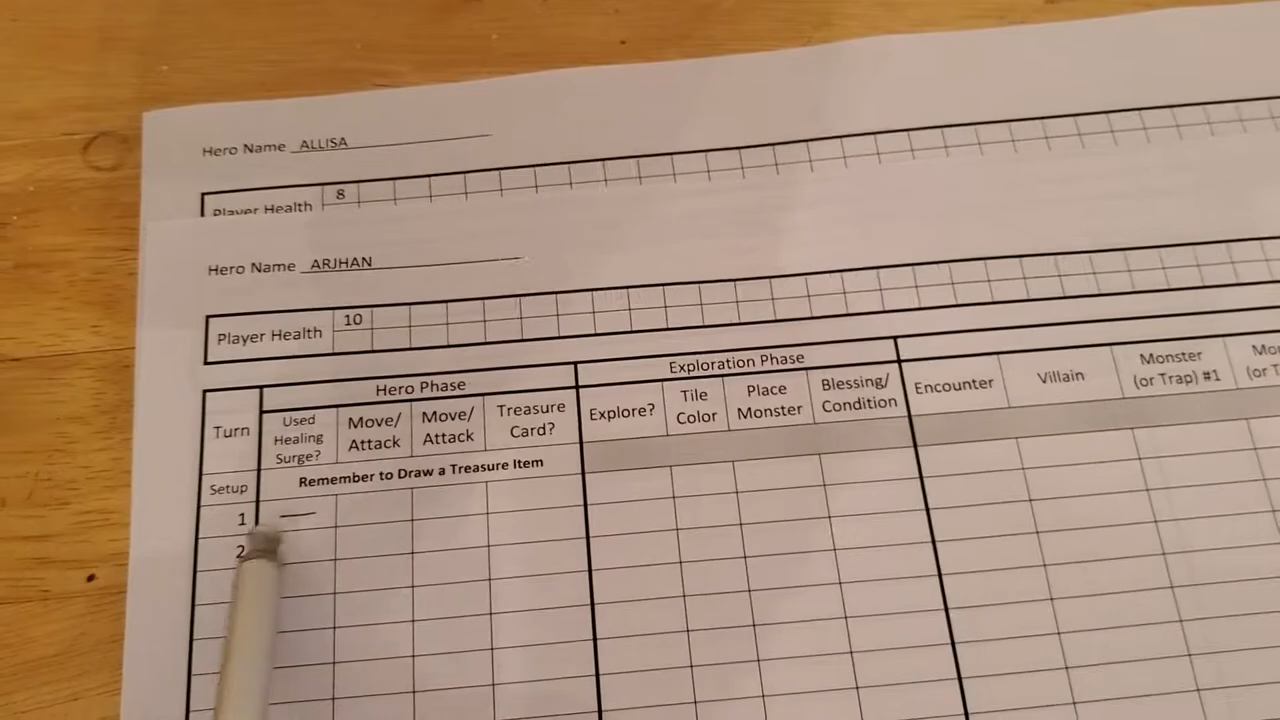 Hero Name ALLISA
Player Health 8
Hero Name ARJHAN
Player Health 10
Hero Phase Exploration Phase
Turn Used Healing Surge? Move/ Attack Move/ Attack Treasure Card? Explore? Tile Color Place Monster Blessing/ Condition Encounter Villain Monster (or Trap) #1
Setup Remember to Draw a Treasure Item
1 —
2